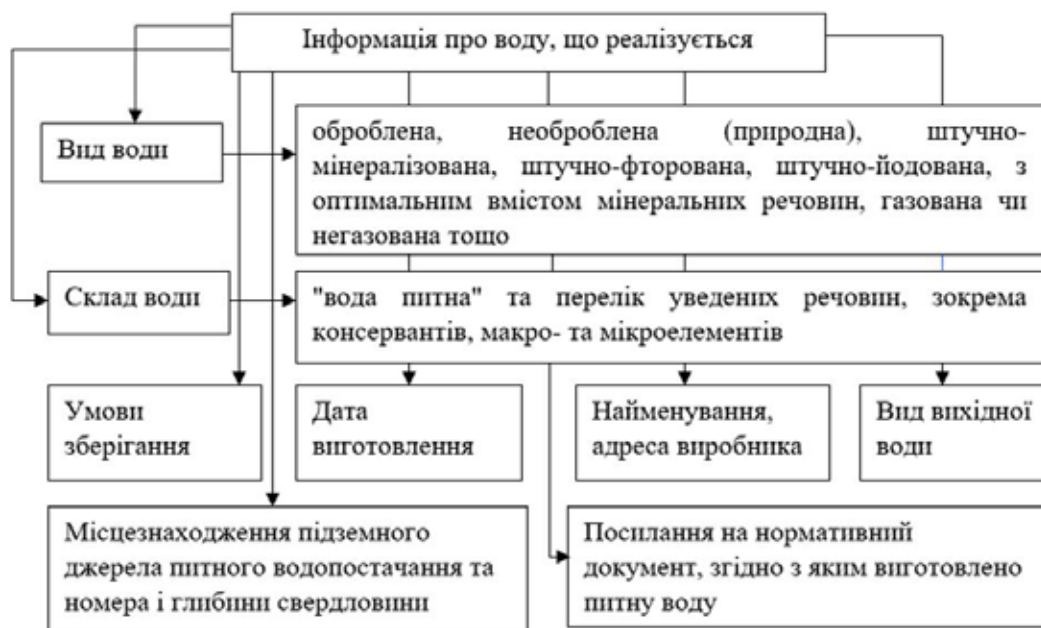 Інформація про воду, що реалізується
Вид води
оброблена, необроблена (природна), штучно-
мінералізована, штучно-фторована, штучно-йодована, з
оптимальним вмістом мінеральних речовин, газована чи
негазована тощо
Склад води
"вода питна" та перелік уведених речовин, зокрема
консервантів, макро- та мікроелементів
Умови
зберігання
Дата
виготовлення
Найменування,
адреса виробника
Вид вихідної
води
Місцезнаходження підземного
джерела питного водопостачання та
номера і глибини свердловини
Посилання на нормативний
документ, згідно з яким виготовлено
питну воду